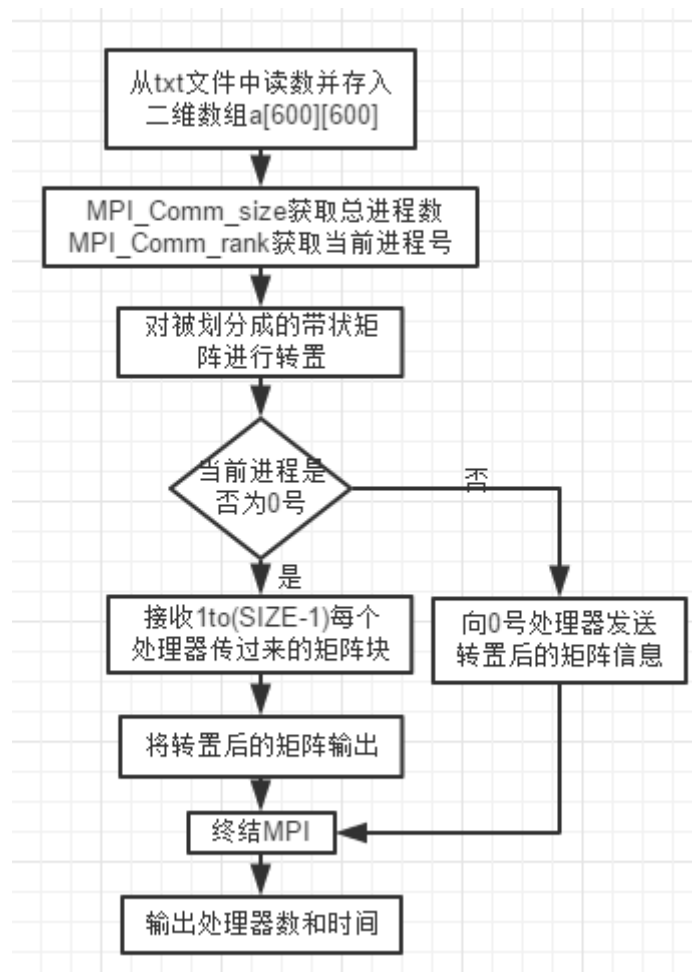 从txt文件中读数并存入
二维数组a[600][600]
MPI_Comm_size获取总进程数
MPI_Comm_rank获取当前进程号
对被划分成的带状矩
阵进行转置
当前进程是
否为0号
否
是
接收1to(SIZE-1)每个
处理器传过来的矩阵块
向0号处理器发送
转置后的矩阵信息
将转置后的矩阵输出
终结MPI
输出处理器数和时间